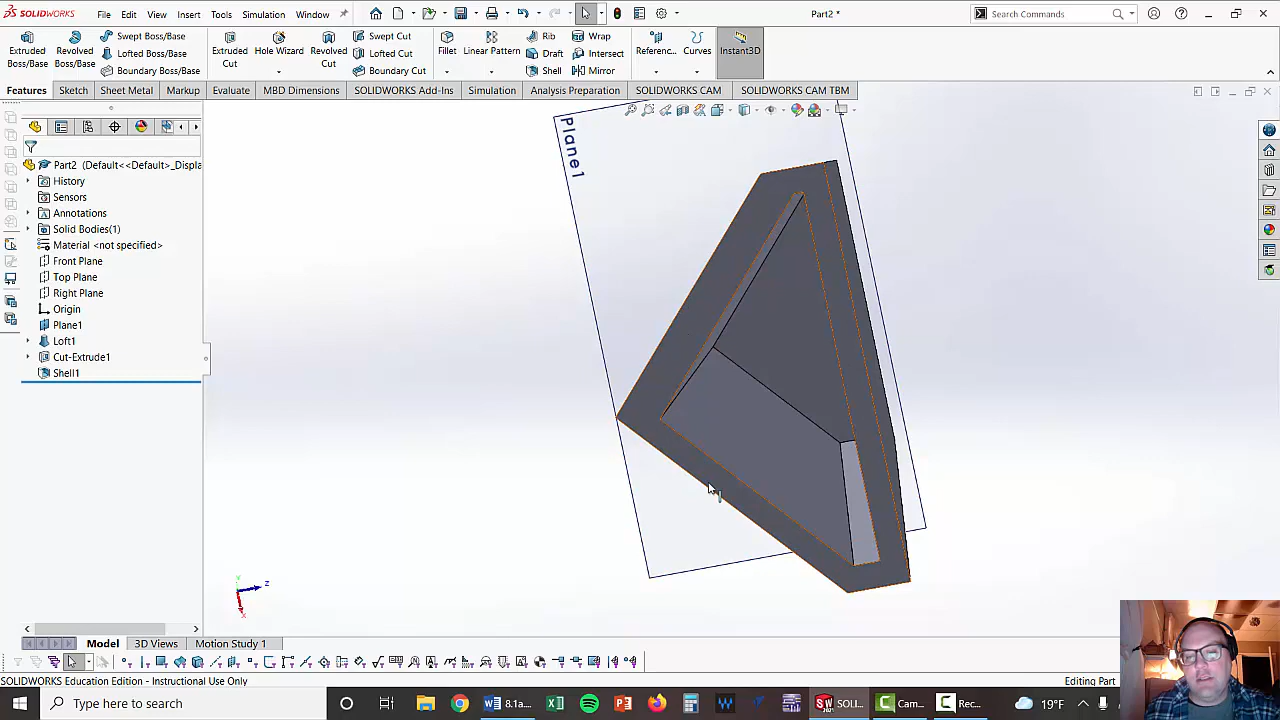 SOLIDWORKS File Edit View Insert Tools Simulation Window Part2 * Search Commands
Extruded Boss/Base Revolved Boss/Base Swept Boss/Base Lofted Boss/Base Boundary Boss/Base Extruded Cut Hole Wizard Revolved Cut Swept Cut Lofted Cut Boundary Cut Fillet Linear Pattern Rib Draft Shell Wrap Intersect Mirror Referenc... Curves Instant3D
Features Sketch Sheet Metal Markup Evaluate MBD Dimensions SOLIDWORKS Add-Ins Simulation Analysis Preparation SOLIDWORKS CAM SOLIDWORKS CAM TBM
Plane1
Part2 (Default<<Default>_Displa
History
Sensors
Annotations
Solid Bodies(1)
Material <not specified>
Front Plane
Top Plane
Right Plane
Origin
Plane1
Loft1
Cut-Extrude1
Shell1
Y
Z
X
Model 3D Views Motion Study 1
SOLIDWORKS Education Edition - Instructional Use Only Editing Part
Type here to search 8.1a... SOLI... Cam... Rec... 19°F